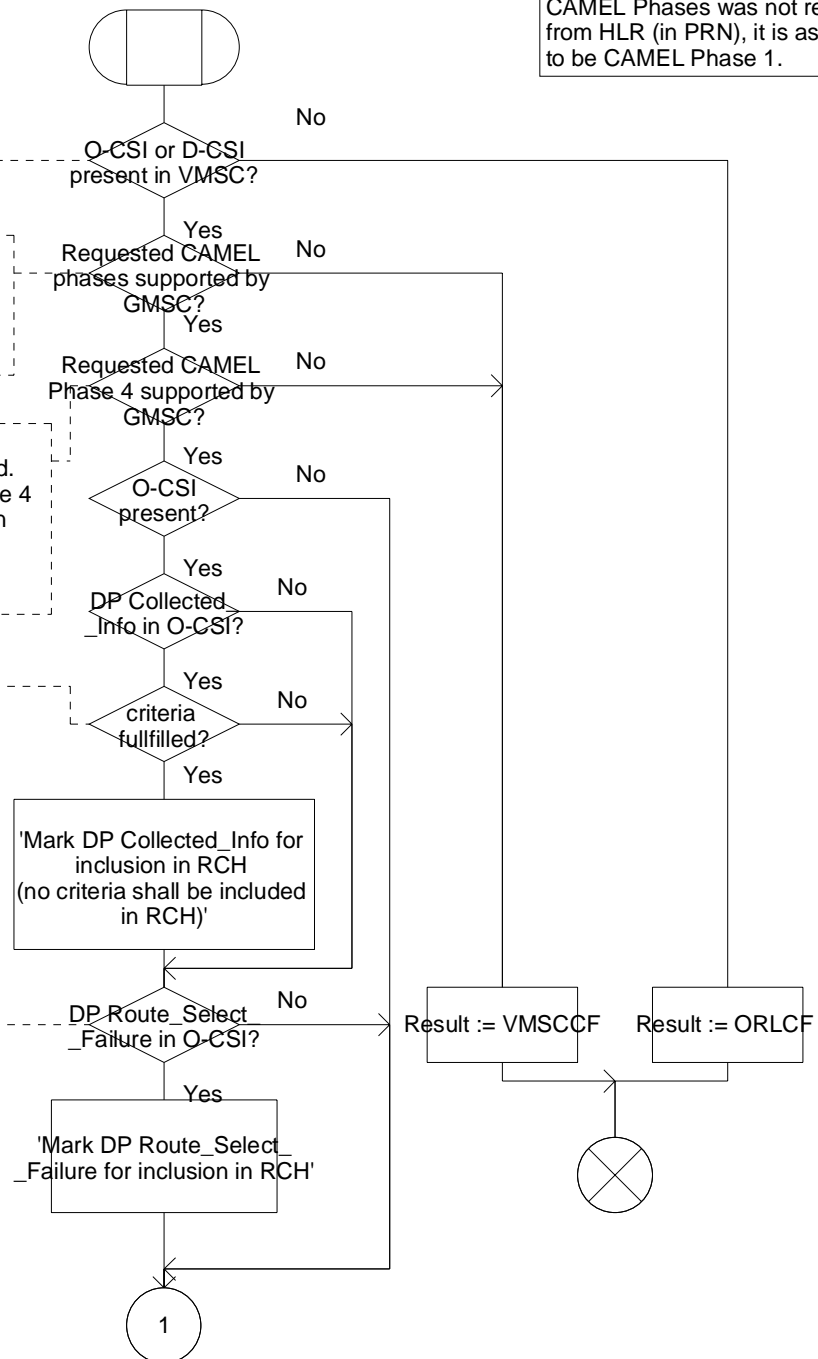 CAMEL Phases was not re
from HLR (in PRN), it is as
to be CAMEL Phase 1.
No
O-CSI or D-CSI
present in VMSC?
Yes
Requested CAMEL
phases supported by
GMSC?
No
Yes
Requested CAMEL
Phase 4 supported by
GMSC?
No
d.
e 4
n
Yes
O-CSI
present?
No
Yes
DP Collected_
_Info in O-CSI?
No
Yes
criteria
fullfilled?
No
Yes
'Mark DP Collected_Info for
inclusion in RCH
(no criteria shall be included
in RCH)'
DP Route_Select_
_Failure in O-CSI?
No
Result := VMSCCF
Result := ORLCF
Yes
'Mark DP Route_Select_
_Failure for inclusion in RCH'
1